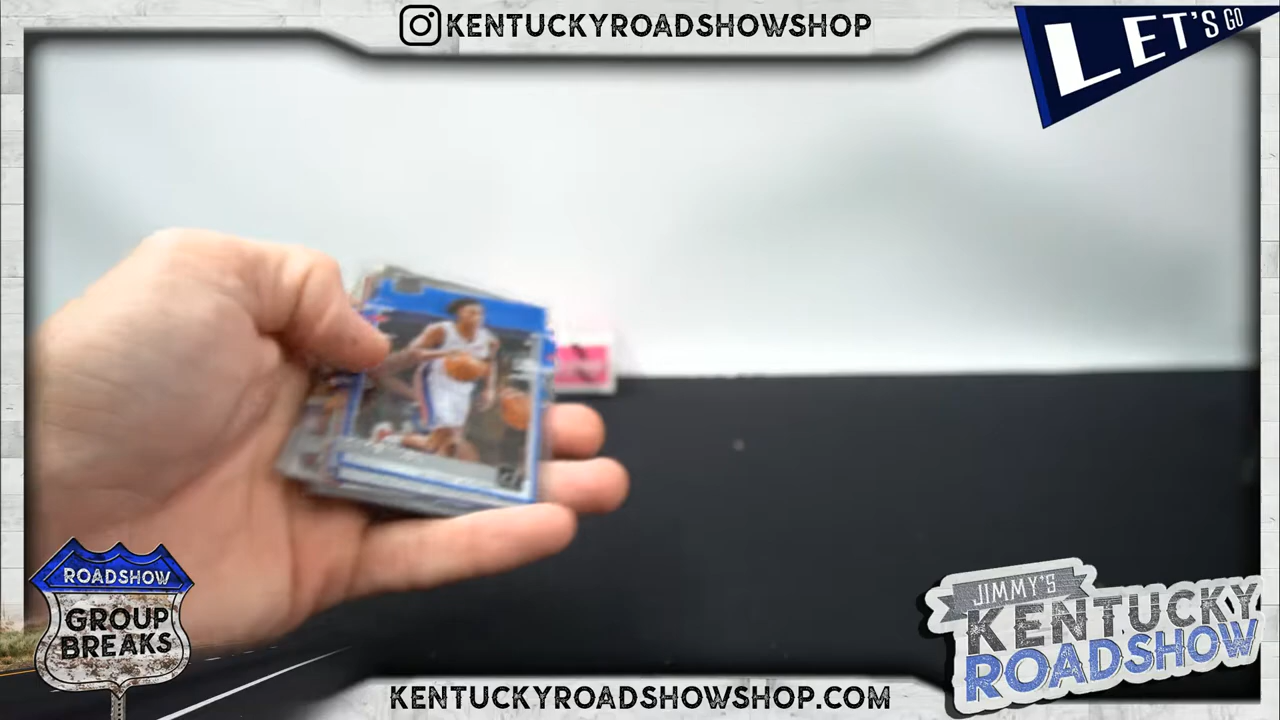 KENTUCKYROADSHOWSHOP
LET'S GO
ROADSHOW
GROUP
BREAKS
JIMMY'S
KENTUCKY
ROADSHOW
KENTUCKYROADSHOWSHOP.COM